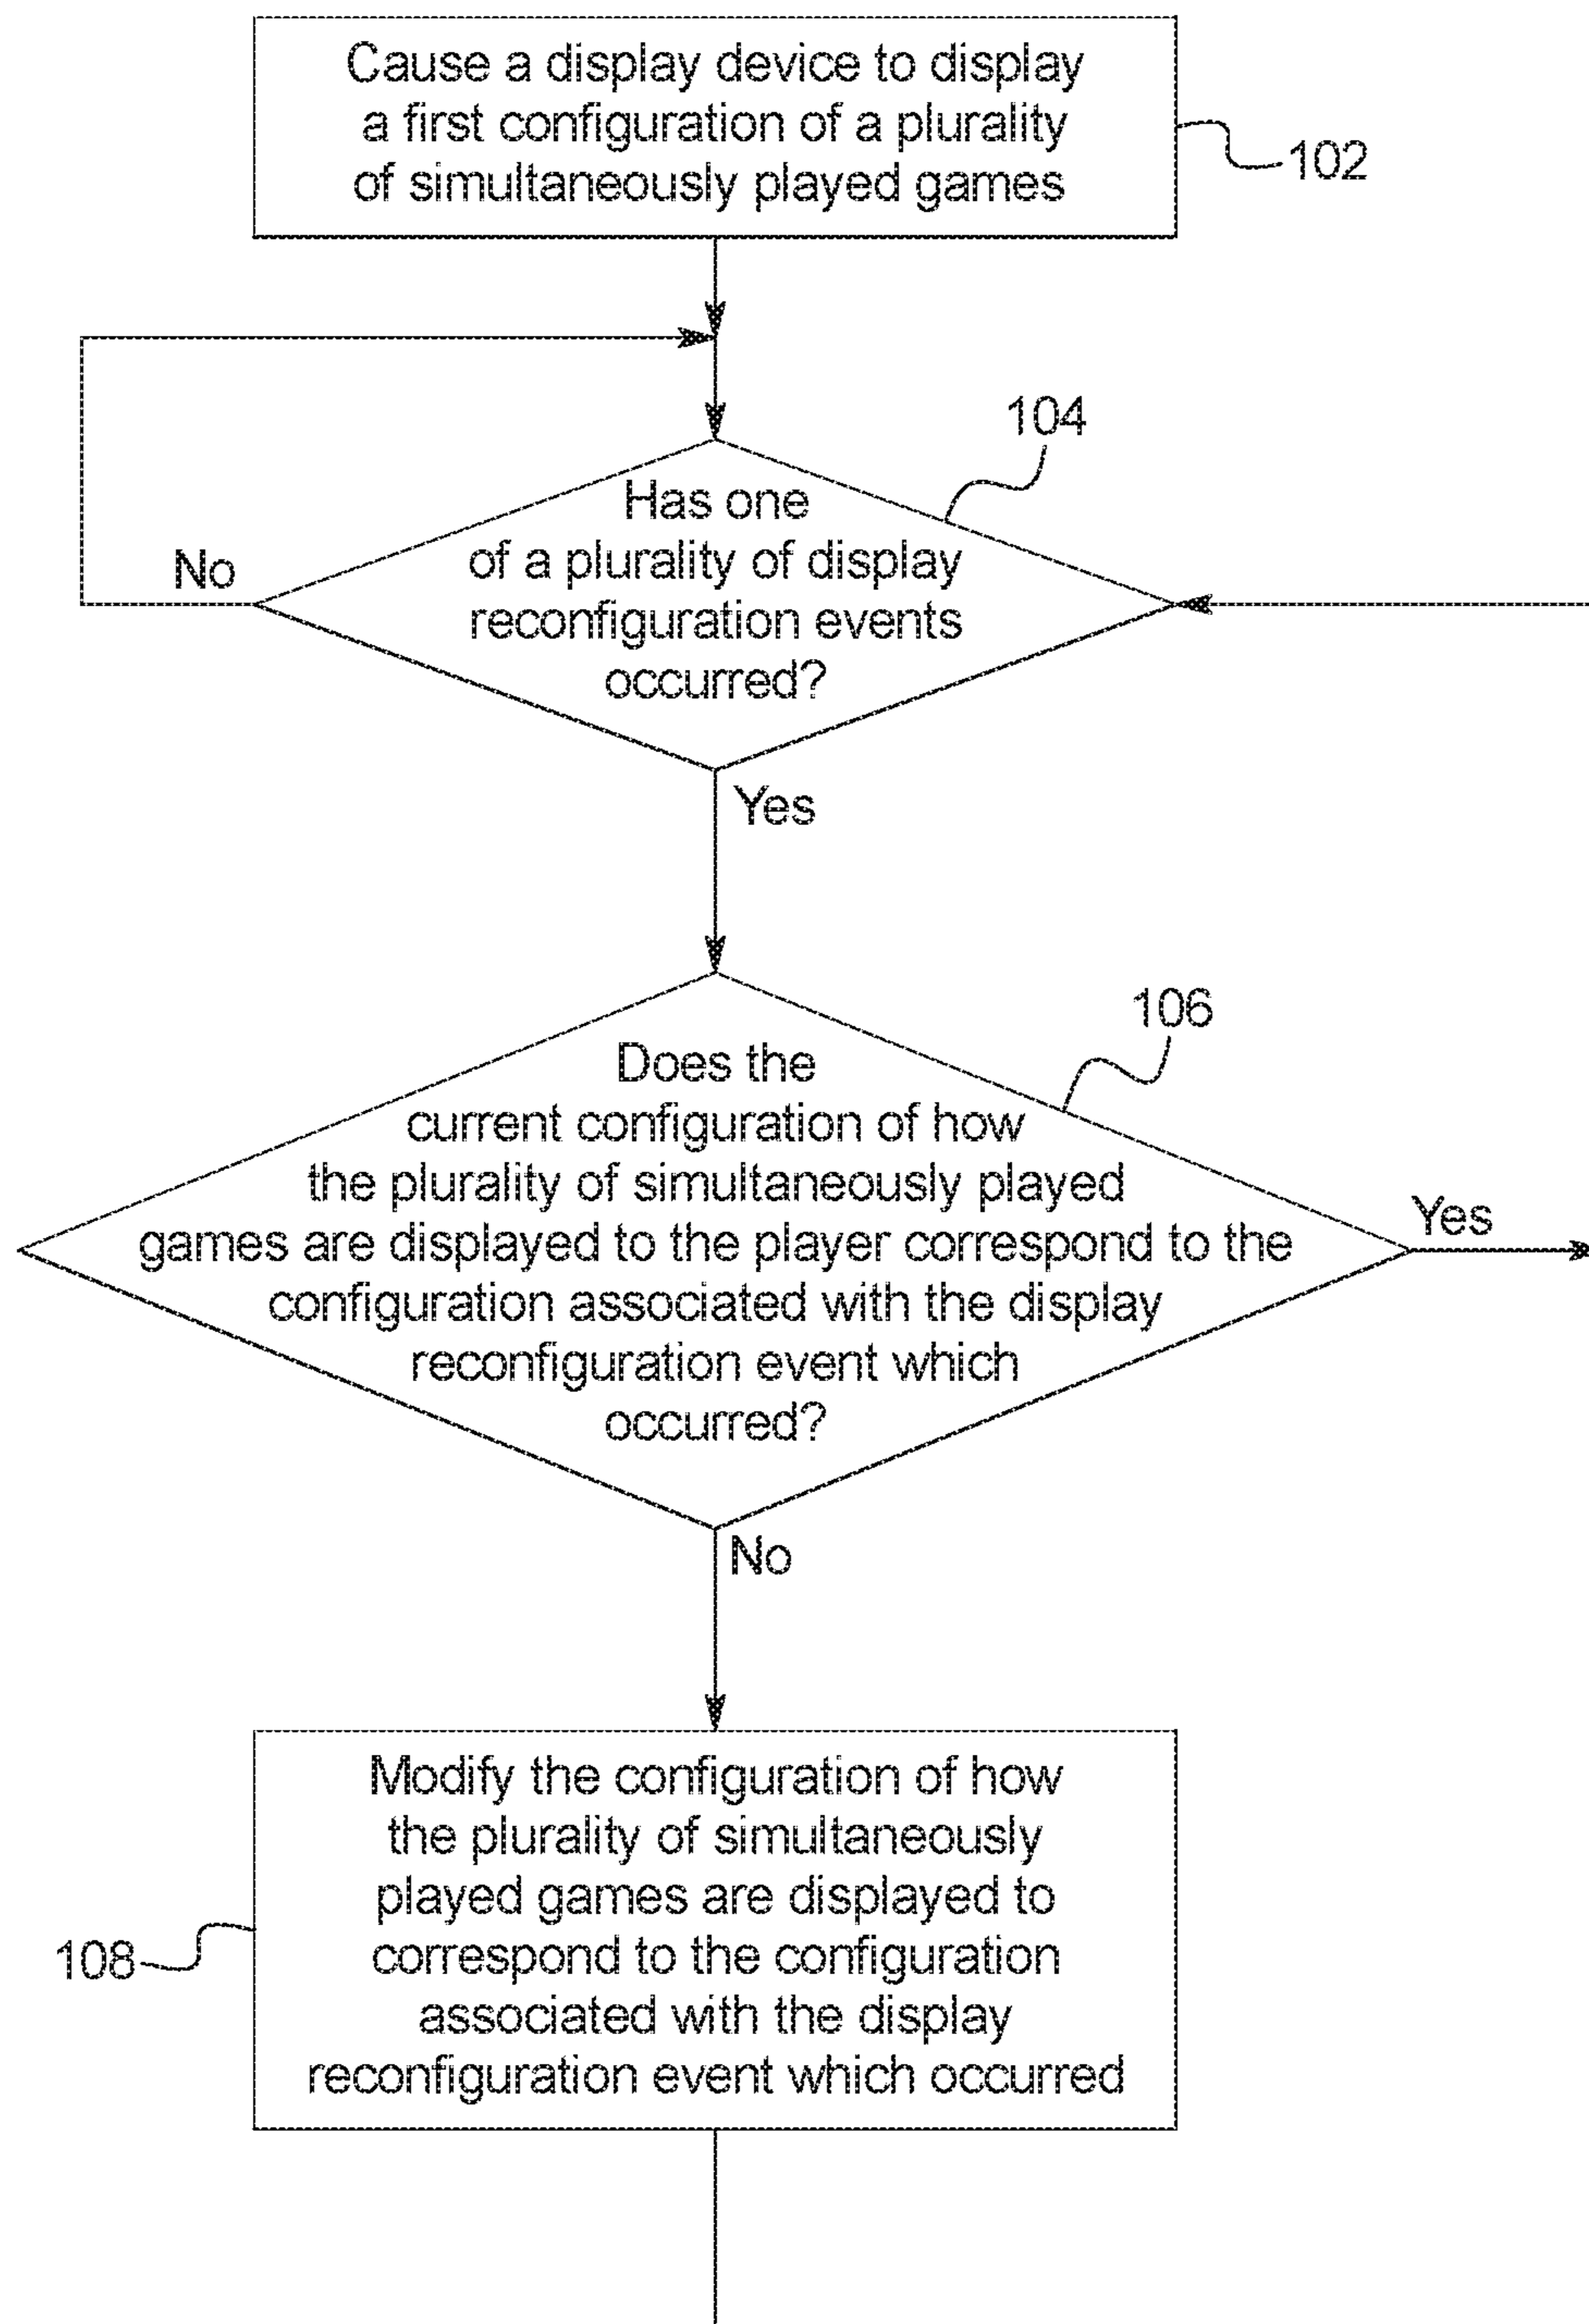 Cause a display device to display
a first configuration of a plurality
of simultaneously played games
102
104
Has one
of a plurality of display
reconfiguration events
occurred?
No
Yes
106
Does the
current configuration of how
the plurality of simultaneously played
games are displayed to the player correspond to the
configuration associated with the display
reconfiguration event which
occurred?
Yes
No
Modify the configuration of how
the plurality of simultaneously
played games are displayed to
correspond to the configuration
associated with the display
reconfiguration event which occurred
108